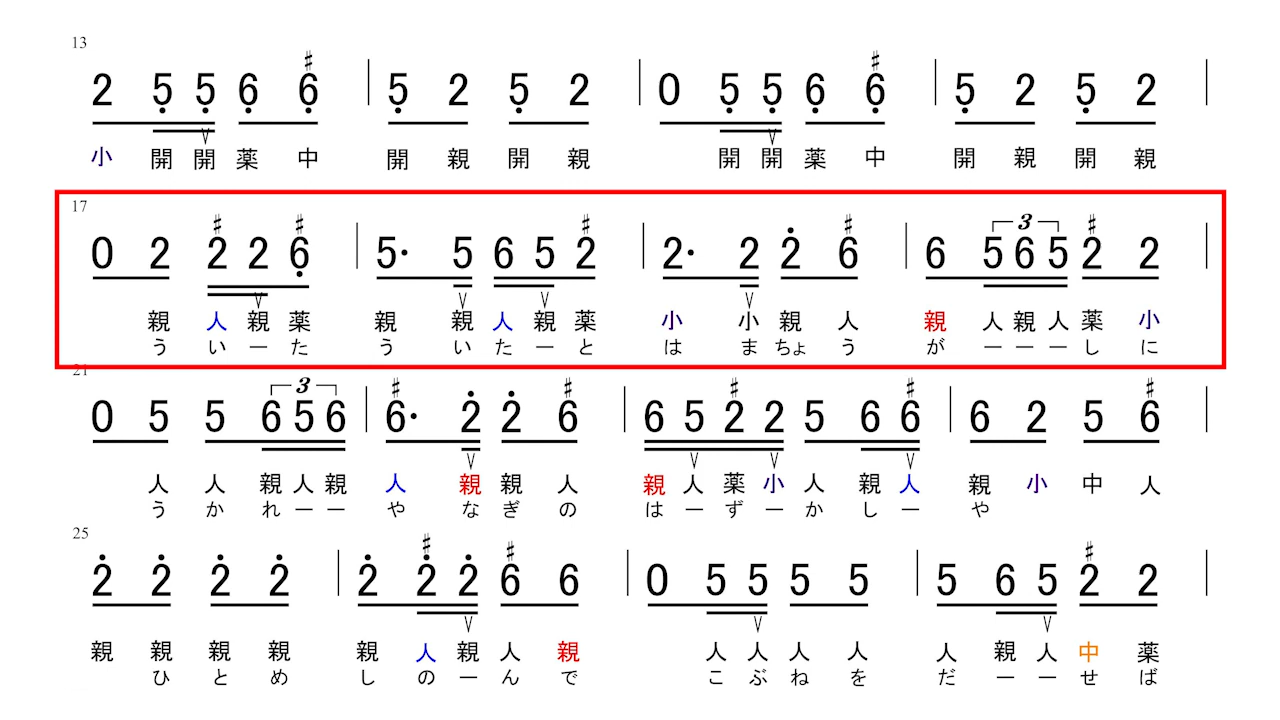 13
2 5 5 6 ♯6 | 5 2 5 2 | 0 5 5 6 ♯6 | 5 2 5 2 |
小 開 開 薬 中 開 親 開 親 開 開 薬 中 開 親 開 親
17
0 2 ♯2 2 ♯6 | 5· 5 6 5 ♯2 | 2· 2 2 ♯6 | 6 3 5 6 5 ♯2 2 |
親 人 親 薬 親 親 人 親 薬 小 小 親 人 親 人 親 人 薬 小
う い ー た う い た ー と は ま ちょ う が ー ー ー し に
21
0 5 5 3 6 5 6 | ♯6· 2 2 ♯6 | 6 5 ♯2 2 5 6 ♯6 | 6 2 5 ♯6 |
人 人 親 人 親 人 親 親 人 親 人 薬 小 人 親 人 親 小 中 人
う か れ ー ー や な ぎ の は ー ず ー か し ー や
25
2 2 2 2 | 2 ♯2 2 ♯6 6 | 0 5 5 5 5 | 5 6 5 ♯2 2 |
親 親 親 親 親 人 親 人 親 人 人 人 人 人 親 人 中 薬
ひ と め し の ー ん で こ ぶ ね を だ ー ー せ ば